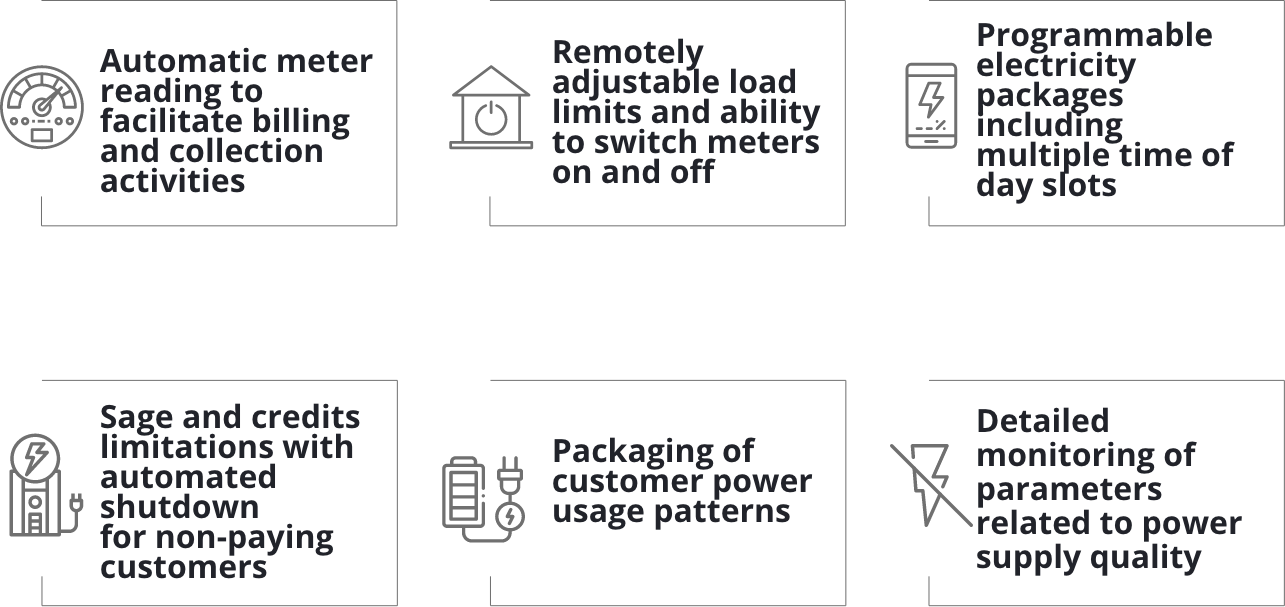 Automatic meter
reading to
facilitate billing
and collection
activities
Remotely
adjustable load
limits and ability
to switch meters
on and off
Programmable
electricity
packages
including
multiple time of
day slots
Sage and credits
limitations with
automated
shutdown
for non-paying
customers
Packaging of
customer power
usage patterns
Detailed
monitoring of
parameters
related to power
supply quality